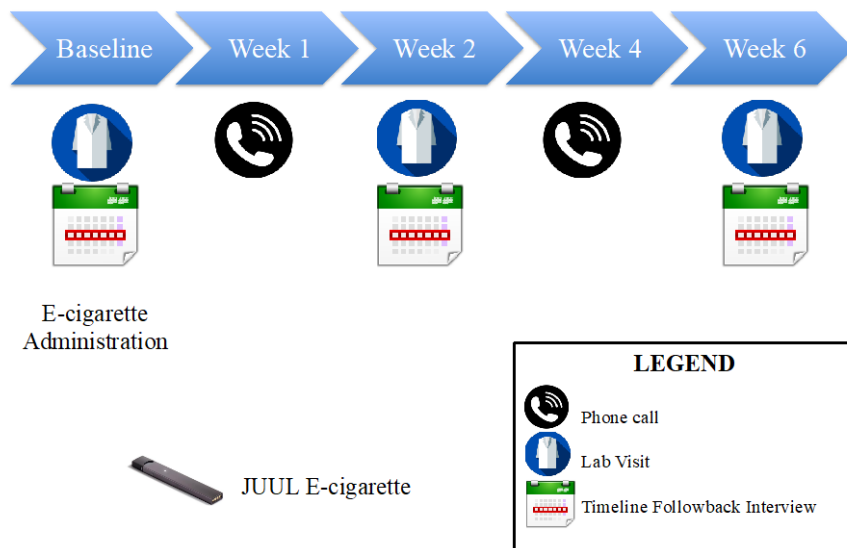 Baseline
Week 1
Week 2
Week 4
Week 6
E-cigarette
Administration
LEGEND
Phone call
Lab Visit
Timeline Followback Interview
JUUL E-cigarette